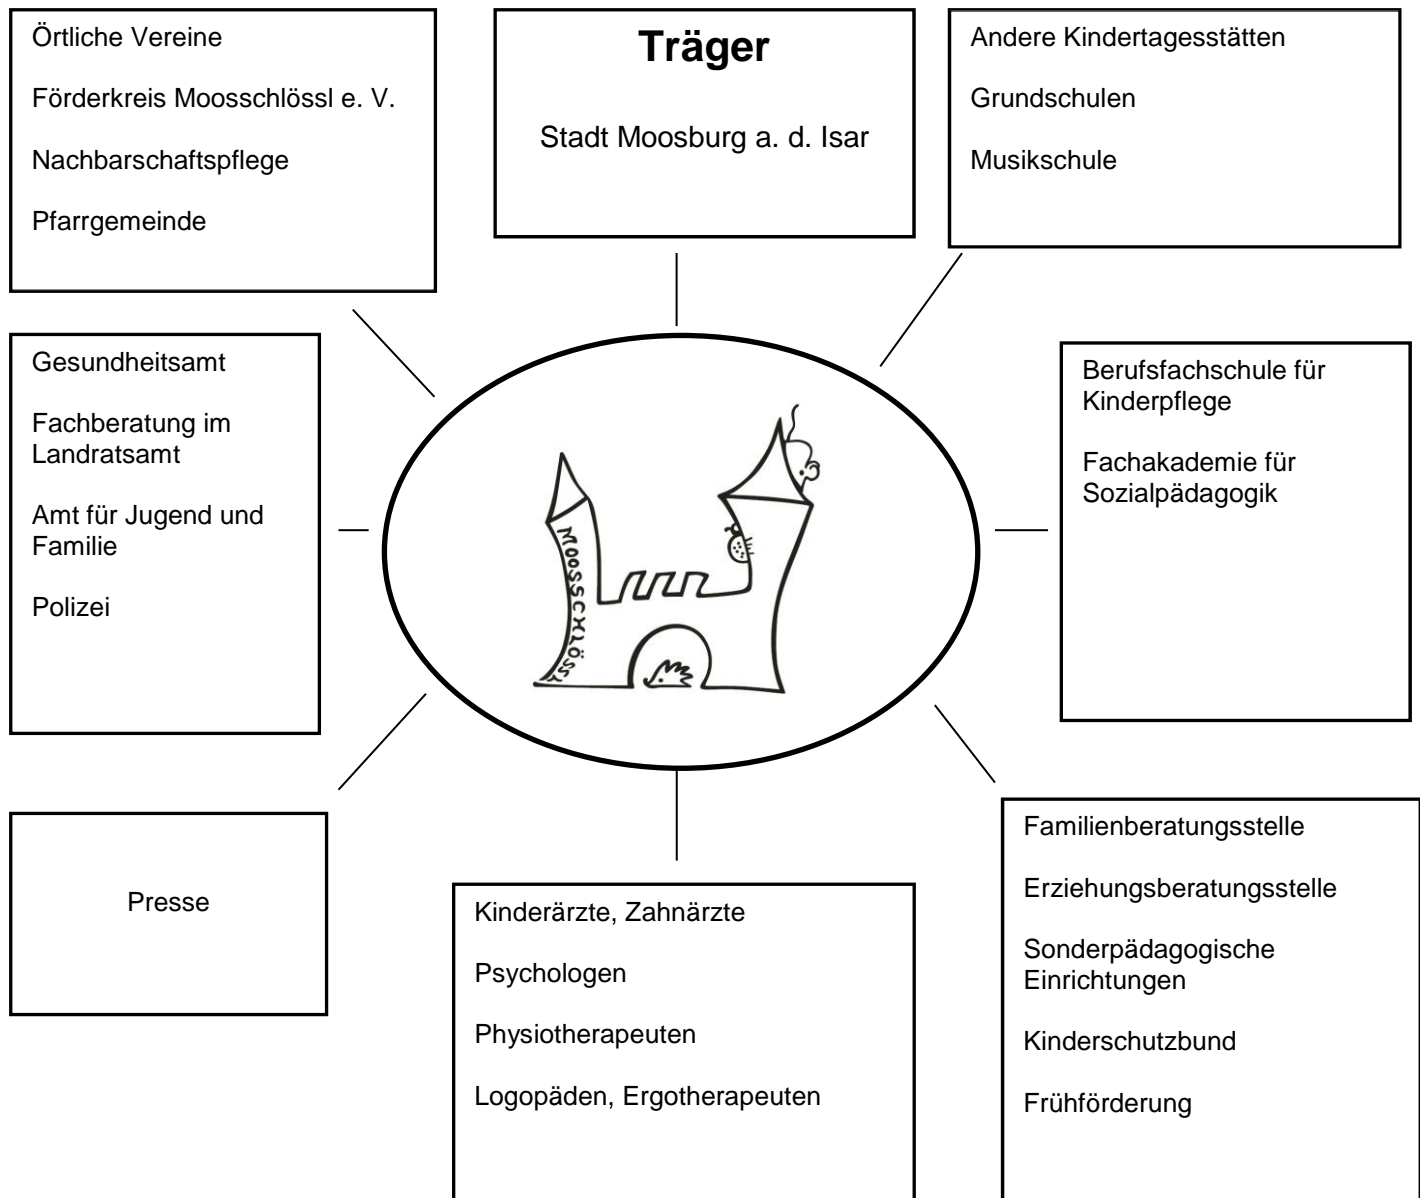 Örtliche Vereine
Förderkreis Moosschlössl e. V.
Nachbarschaftspflege
Pfarrgemeinde
Träger
Stadt Moosburg a. d. Isar
Andere Kindertagesstätten
Grundschulen
Musikschule
Gesundheitsamt
Fachberatung im
Landratsamt
Amt für Jugend und
Familie
Polizei
MOOSSCHLÖSSL
Berufsfachschule für
Kinderpflege
Fachakademie für
Sozialpädagogik
Presse
Kinderärzte, Zahnärzte
Psychologen
Physiotherapeuten
Logopäden, Ergotherapeuten
Familienberatungsstelle
Erziehungsberatungsstelle
Sonderpädagogische
Einrichtungen
Kinderschutzbund
Frühförderung